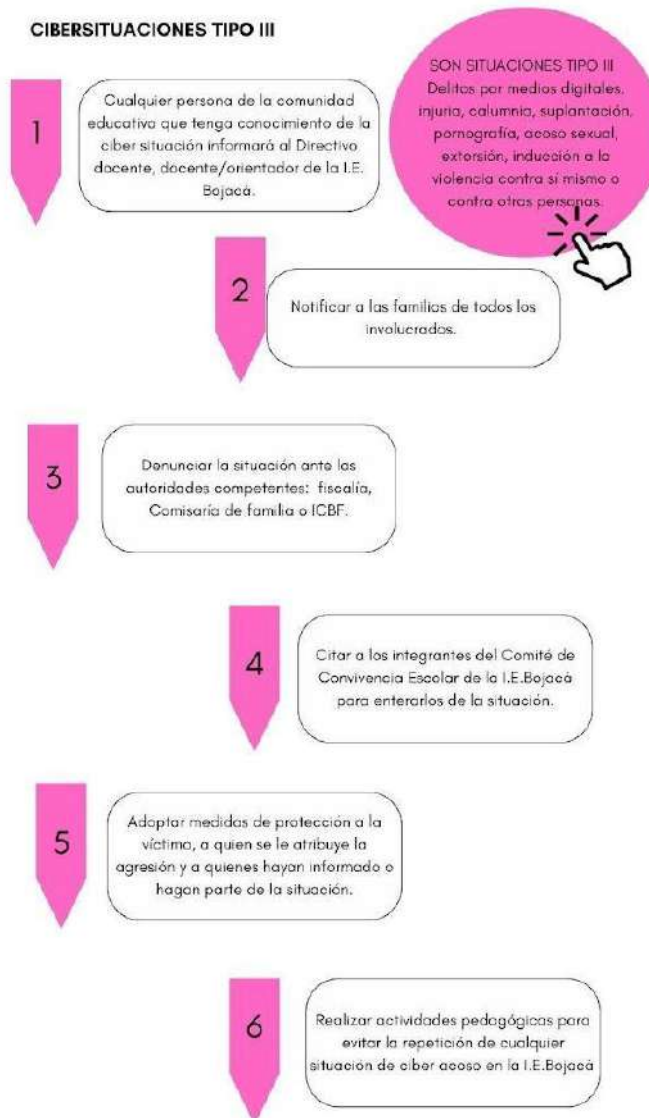 CIBERSITUACIONES TIPO III
SON SITUACIONES TIPO III
Delitos por medios digitales,
injuria, calumnia, suplantación,
pornografía, acoso sexual,
extorsión, inducción a la
violencia contra sí mismo o
contra otras personas.
1
Cualquier persona de la comunidad
educativa que tenga conocimiento de la
ciber situación informará al Directivo
docente, docente/orientador de la I.E.
Bojacá.
2
Notificar a las familias de todos los
involucrados.
3
Denunciar la situación ante las
autoridades competentes: fiscalía,
Comisaría de familia o ICBF.
4
Citar a los integrantes del Comité de
Convivencia Escolar de la I.E.Bojacá
para enterarlos de la situación.
5
Adoptar medidas de protección a la
víctima, a quien se le atribuye la
agresión y a quienes hayan informado o
hagan parte de la situación.
6
Realizar actividades pedagógicas para
evitar la repetición de cualquier
situación de ciber acoso en la I.E.Bojacá